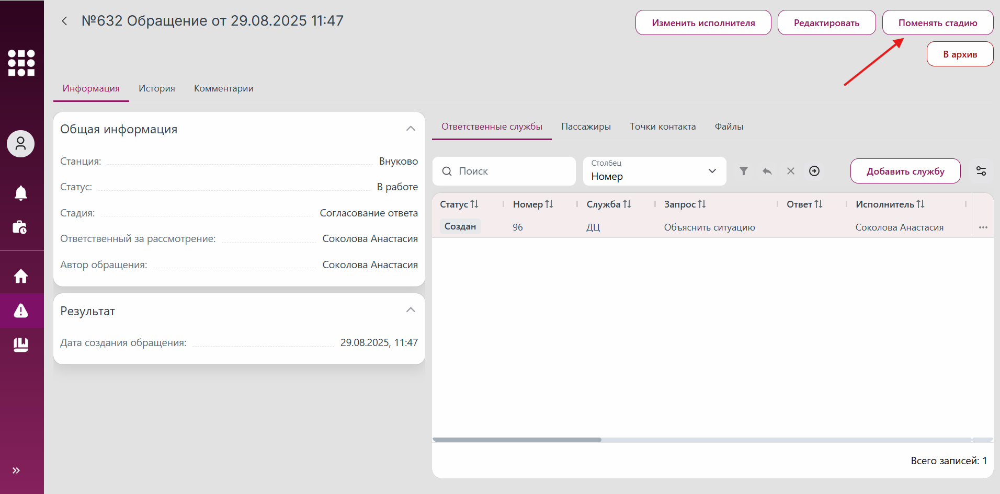 №632 Обращение от 29.08.2025 11:47
Изменить исполнителя
Редактировать
Поменять стадию
В архив
Информация
История
Комментарии
Общая информация
Станция: Внуково
Статус: В работе
Стадия: Согласование ответа
Ответственный за рассмотрение: Соколова Анастасия
Автор обращения: Соколова Анастасия
Результат
Дата создания обращения: 29.08.2025, 11:47
Ответственные службы
Пассажиры
Точки контакта
Файлы
Поиск
Столбец
Номер
Добавить службу
Статус Номер Служба Запрос Ответ Исполнитель
Создан 96 ДЦ Объяснить ситуацию Соколова Анастасия
Всего записей: 1